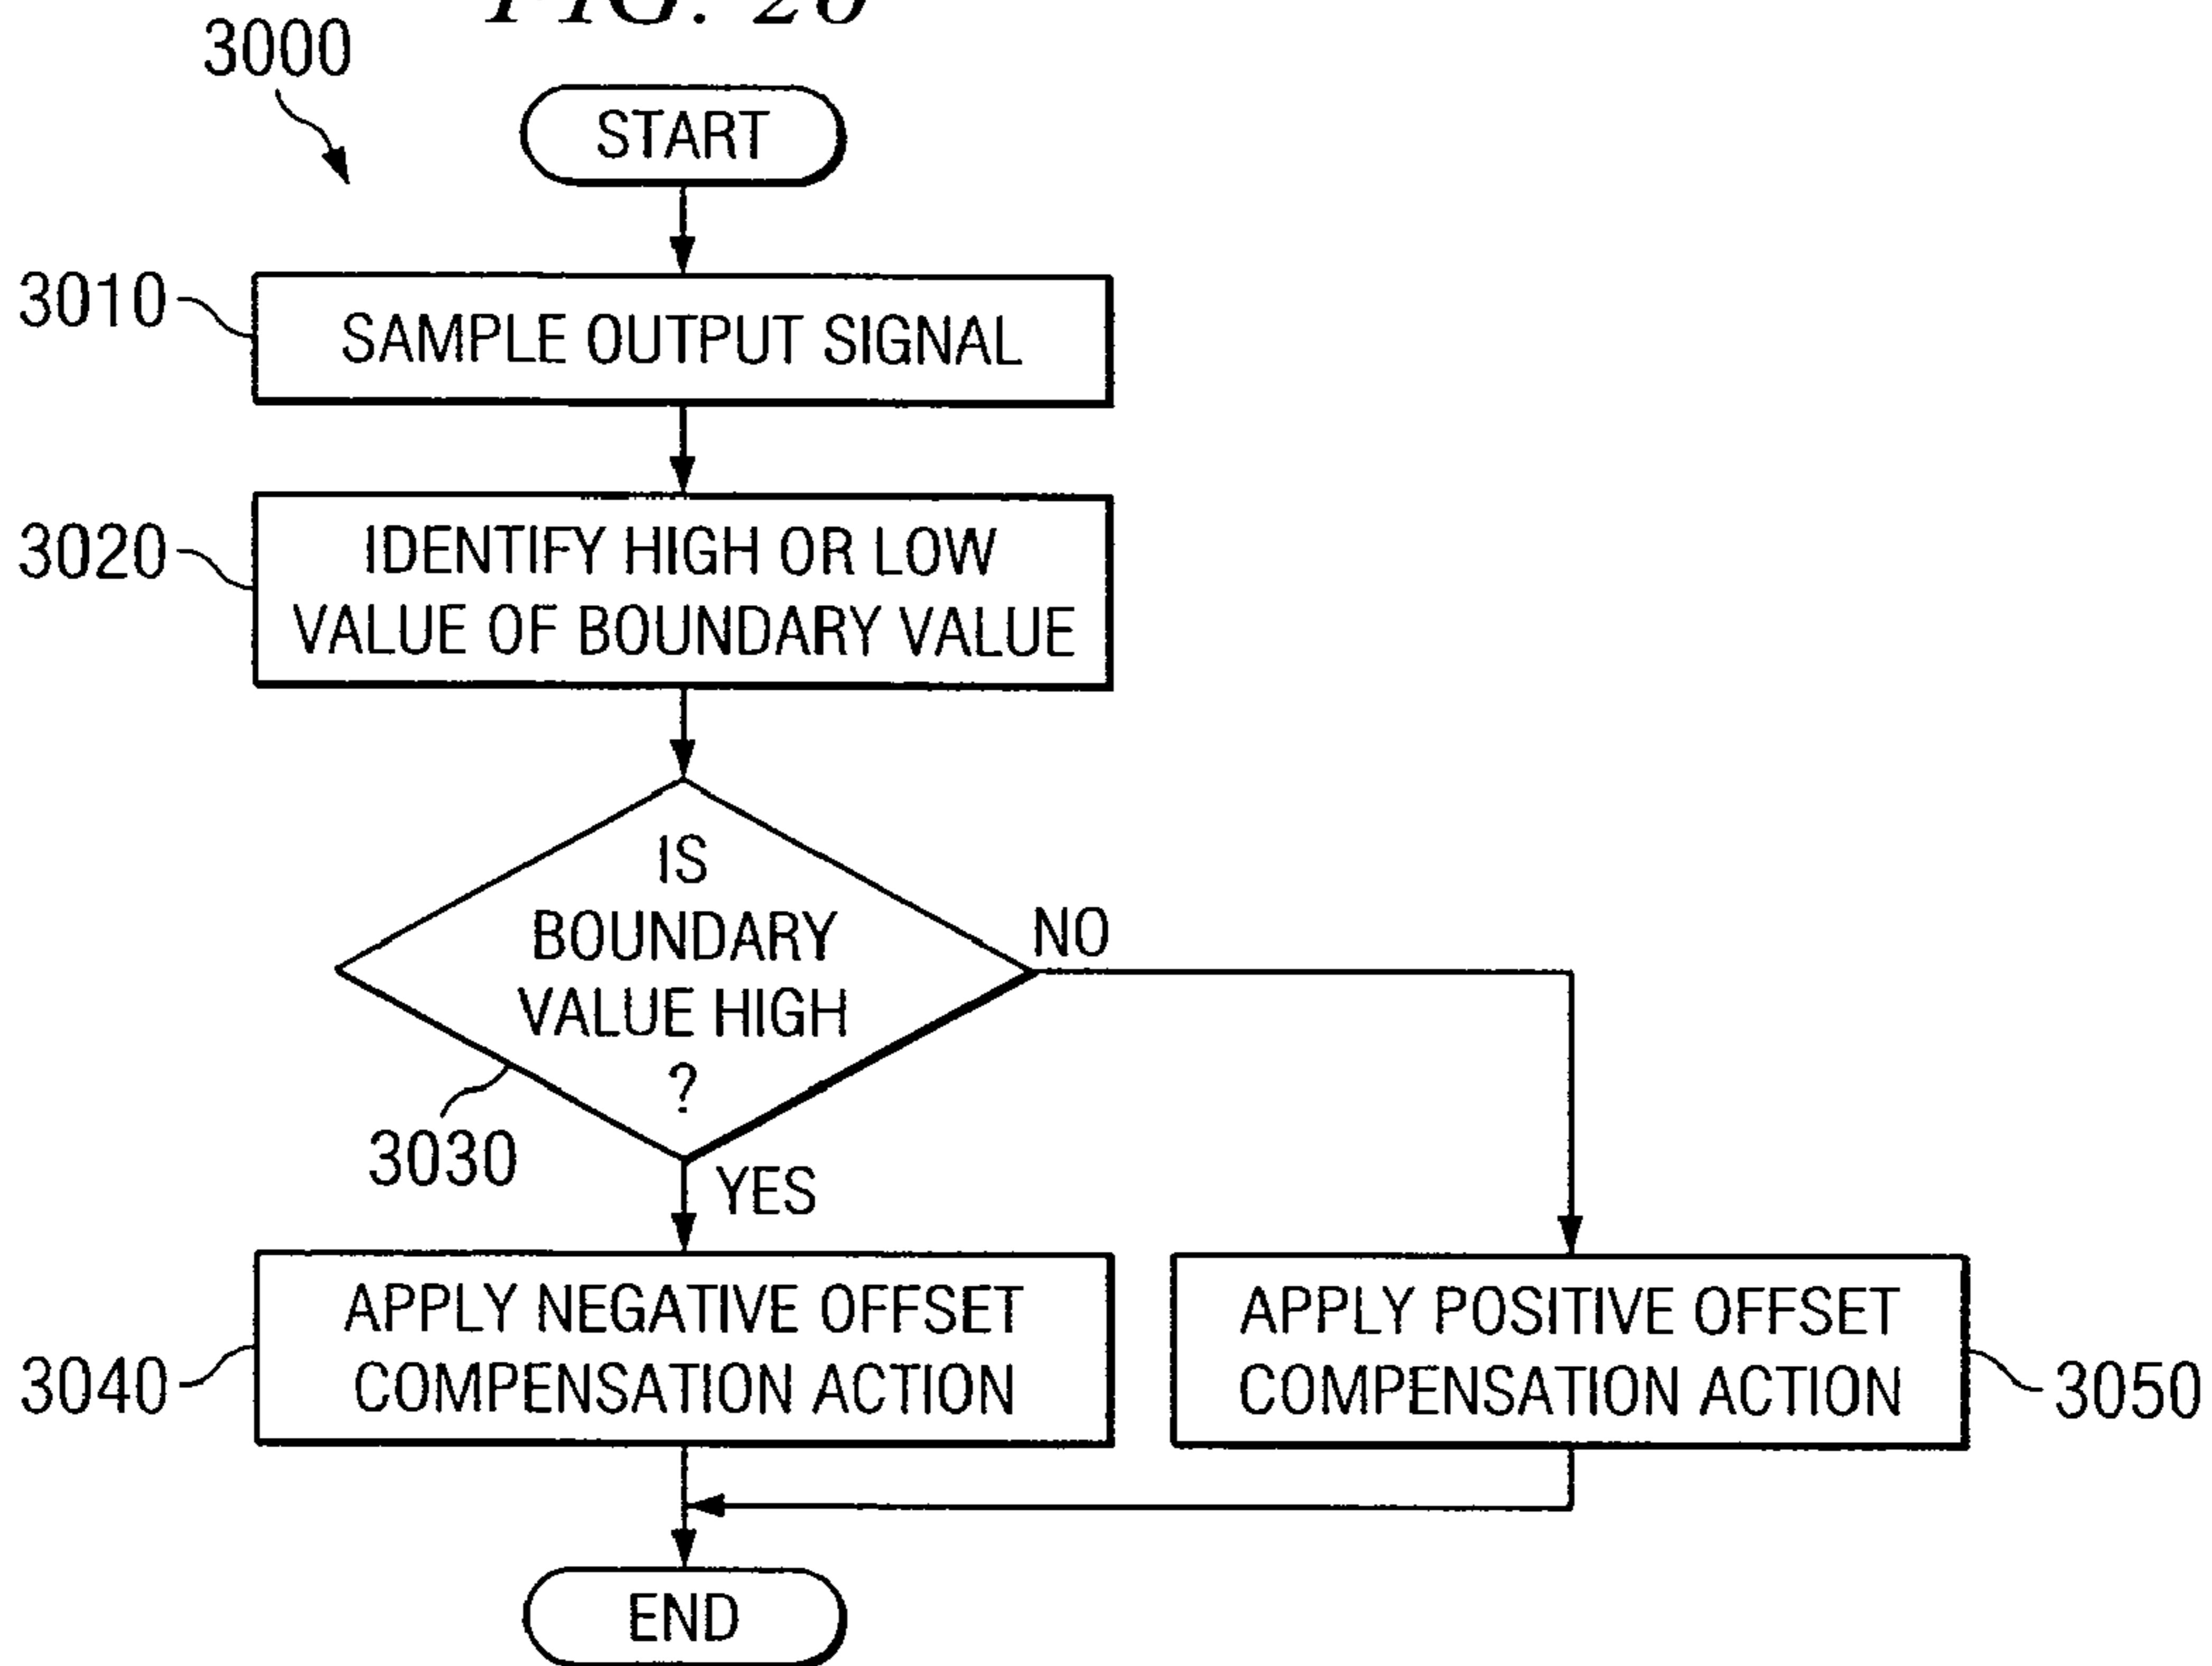 3000
START
3010
SAMPLE OUTPUT SIGNAL
3020
IDENTIFY HIGH OR LOW
VALUE OF BOUNDARY VALUE
IS
BOUNDARY
VALUE HIGH
?
NO
3030
YES
APPLY NEGATIVE OFFSET
COMPENSATION ACTION
3040
APPLY POSITIVE OFFSET
COMPENSATION ACTION
3050
END